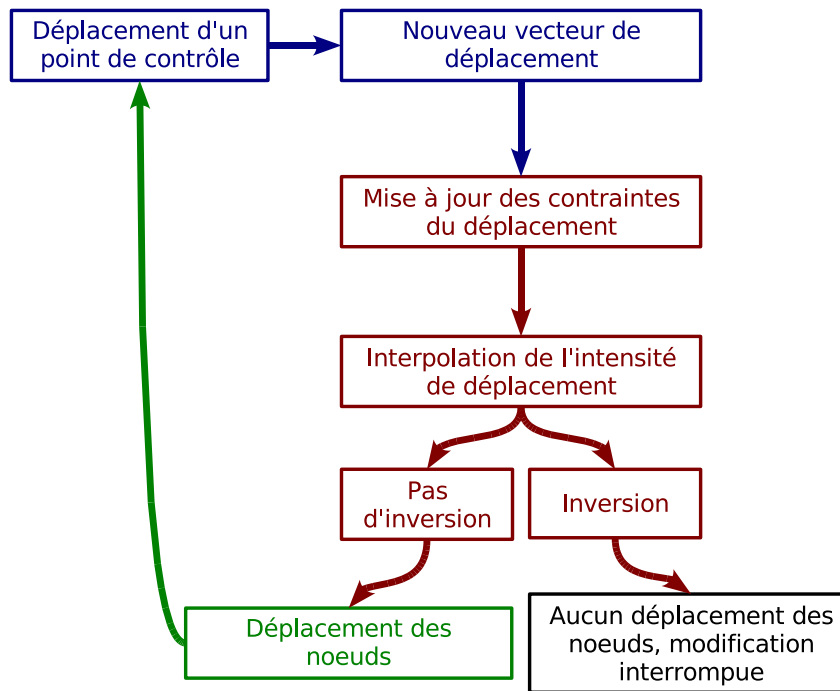 Déplacement d'un
point de contrôle
Nouveau vecteur de
déplacement
Mise à jour des contraintes
du déplacement
Interpolation de l'intensité
de déplacement
Pas
d'inversion
Inversion
Déplacement des
noeuds
Aucun déplacement des
noeuds, modification
interrompue